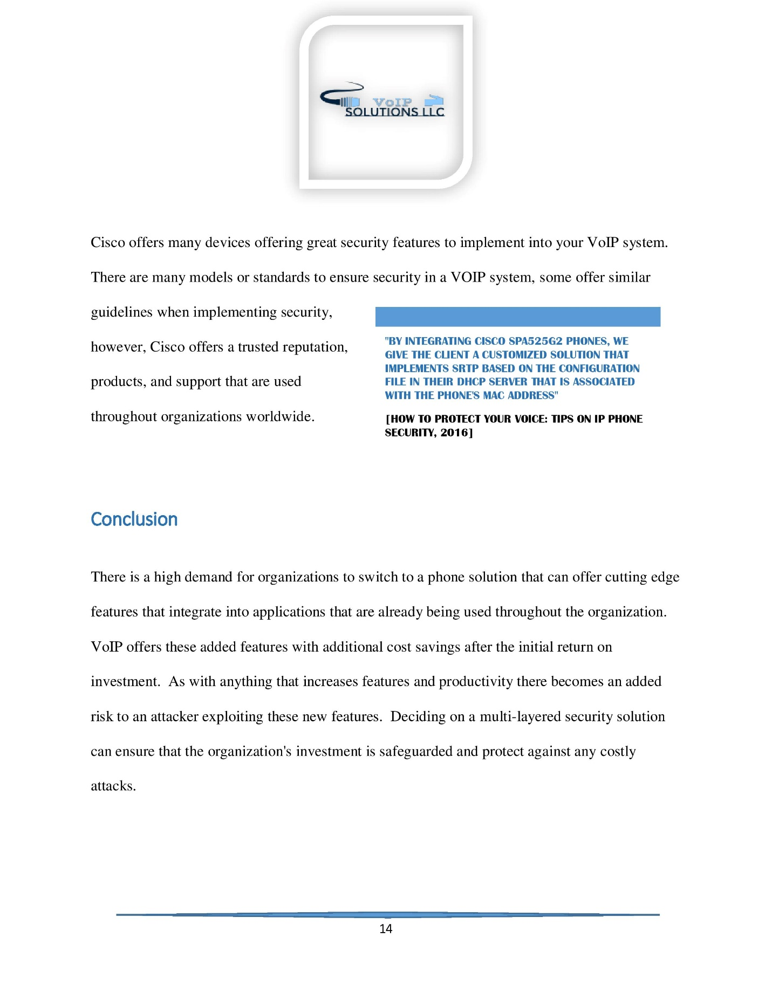 VoIP
SOLUTIONS LLC
Cisco offers many devices offering great security features to implement into your VoIP system.
There are many models or standards to ensure security in a VOIP system, some offer similar
guidelines when implementing security,
however, Cisco offers a trusted reputation,
products, and support that are used
throughout organizations worldwide.
"BY INTEGRATING CISCO SPA525G2 PHONES, WE
GIVE THE CLIENT A CUSTOMIZED SOLUTION THAT
IMPLEMENTS SRTP BASED ON THE CONFIGURATION
FILE IN THEIR DHCP SERVER THAT IS ASSOCIATED
WITH THE PHONE'S MAC ADDRESS"
[HOW TO PROTECT YOUR VOICE: TIPS ON IP PHONE
SECURITY, 2016]
Conclusion
There is a high demand for organizations to switch to a phone solution that can offer cutting edge
features that integrate into applications that are already being used throughout the organization.
VoIP offers these added features with additional cost savings after the initial return on
investment.  As with anything that increases features and productivity there becomes an added
risk to an attacker exploiting these new features.  Deciding on a multi-layered security solution
can ensure that the organization's investment is safeguarded and protect against any costly
attacks.
14